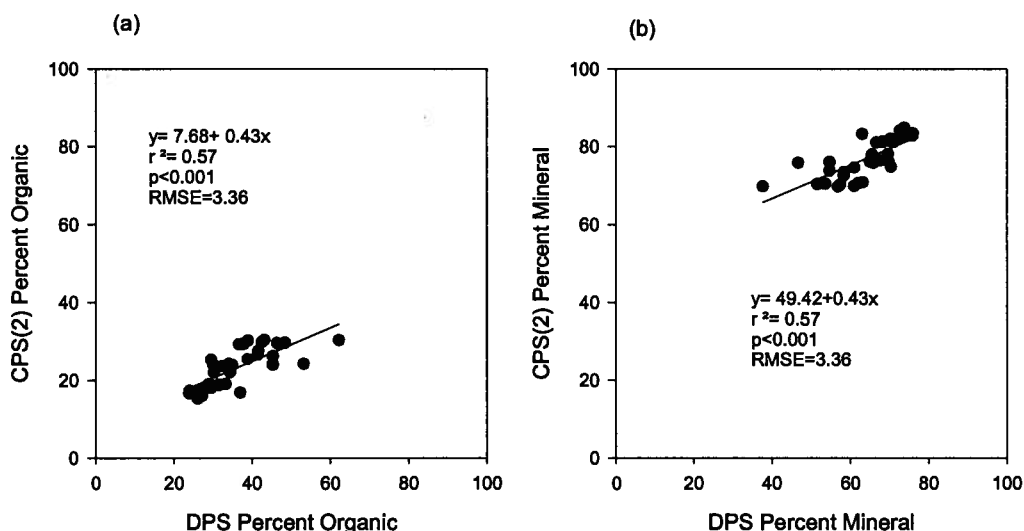 (a)
100
80
60
40
20
0
CPS(2) Percent Organic
y= 7.68+ 0.43x
r ²= 0.57
p<0.001
RMSE=3.36
0 20 40 60 80 100
DPS Percent Organic
(b)
100
80
60
40
20
0
CPS(2) Percent Mineral
y= 49.42+0.43x
r ²= 0.57
p<0.001
RMSE=3.36
0 20 40 60 80 100
DPS Percent Mineral